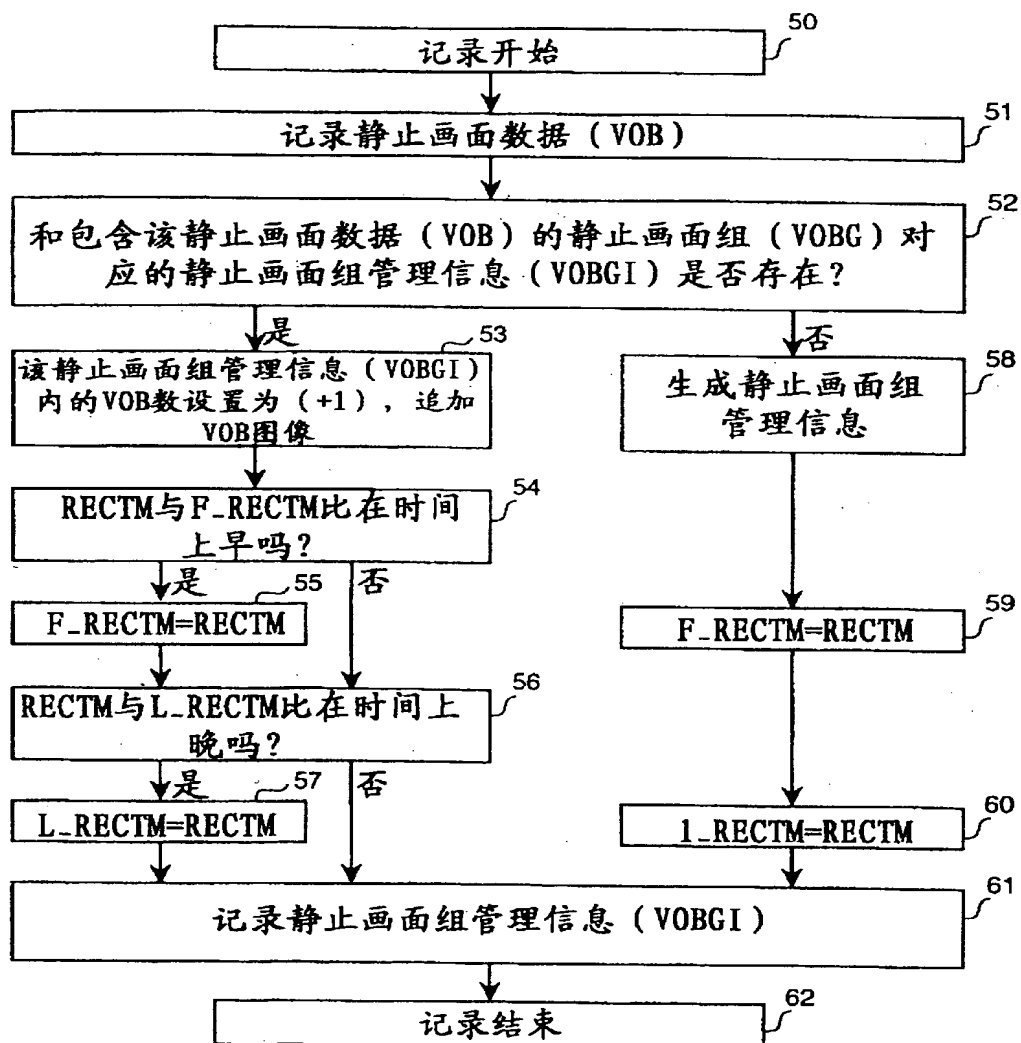 50
记录开始
51
记录静止画面数据（VOB）
52
和包含该静止画面数据（VOB）的静止画面组（VOBG）对
应的静止画面组管理信息（VOBGI）是否存在?
是
否
53
该静止画面组管理信息（VOBGI）
内的VOB数设置为（+1），追加
VOB图像
58
生成静止画面组
管理信息
54
RECTM与F_RECTM比在时间
上早吗?
是
否
55
F_RECTM=RECTM
59
F_RECTM=RECTM
56
RECTM与L_RECTM比在时间上
晚吗?
是
否
57
L_RECTM=RECTM
60
1_RECTM=RECTM
61
记录静止画面组管理信息（VOBGI）
62
记录结束